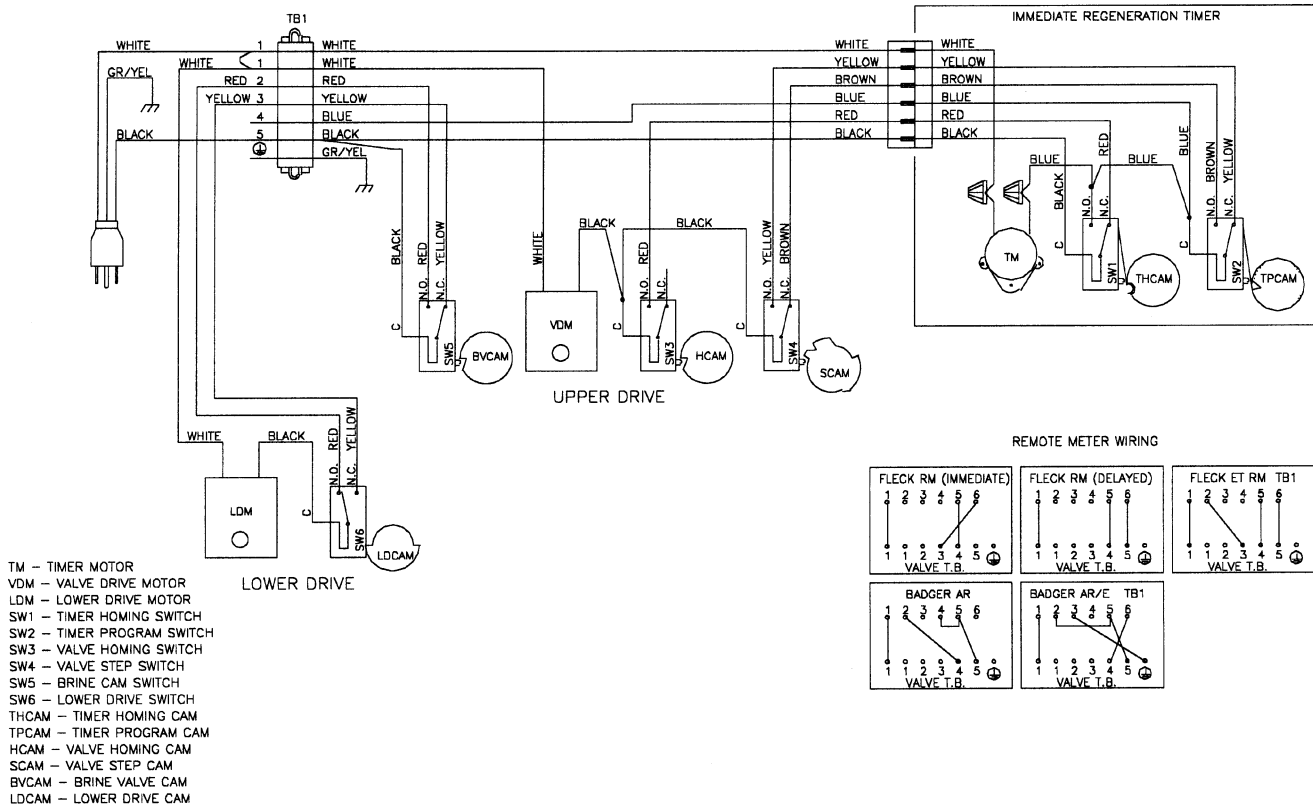 TB1
IMMEDIATE REGENERATION TIMER
WHITE 1 WHITE WHITE WHITE
WHITE 1 WHITE YELLOW YELLOW
GR/YEL RED 2 RED BROWN BROWN
YELLOW 3 YELLOW BLUE BLUE
4 BLUE RED RED
BLACK 5 BLACK BLACK BLACK
GR/YEL
BLUE RED BLUE BLUE BROWN YELLOW
BLACK N.O. N.C. N.O. N.C.
C C
TM SW1 THCAM SW2 TPCAM
BLACK RED YELLOW WHITE BLACK RED BLACK YELLOW BROWN
N.O. N.C. N.O. N.C. N.O. N.C.
C C C
SW5 BVCAM VDM SW3 HCAM SW4 SCAM
UPPER DRIVE
WHITE BLACK RED YELLOW
N.O. N.C.
C
LDM SW6 LDCAM
LOWER DRIVE
REMOTE METER WIRING
FLECK RM (IMMEDIATE)
1 2 3 4 5 6
1 1 2 3 4 5
VALVE T.B.
FLECK RM (DELAYED)
1 2 3 4 5 6
1 1 2 3 4 5
VALVE T.B.
FLECK ET RM TB1
1 2 3 4 5 6
1 1 2 3 4 5
VALVE T.B.
BADGER AR
1 2 3 4 5 6
1 1 2 3 4 5
VALVE T.B.
BADGER AR/E TB1
1 2 3 4 5 6
1 1 2 3 4 5
VALVE T.B.
TM – TIMER MOTOR
VDM – VALVE DRIVE MOTOR
LDM – LOWER DRIVE MOTOR
SW1 – TIMER HOMING SWITCH
SW2 – TIMER PROGRAM SWITCH
SW3 – VALVE HOMING SWITCH
SW4 – VALVE STEP SWITCH
SW5 – BRINE CAM SWITCH
SW6 – LOWER DRIVE SWITCH
THCAM – TIMER HOMING CAM
TPCAM – TIMER PROGRAM CAM
HCAM – VALVE HOMING CAM
SCAM – VALVE STEP CAM
BVCAM – BRINE VALVE CAM
LDCAM – LOWER DRIVE CAM